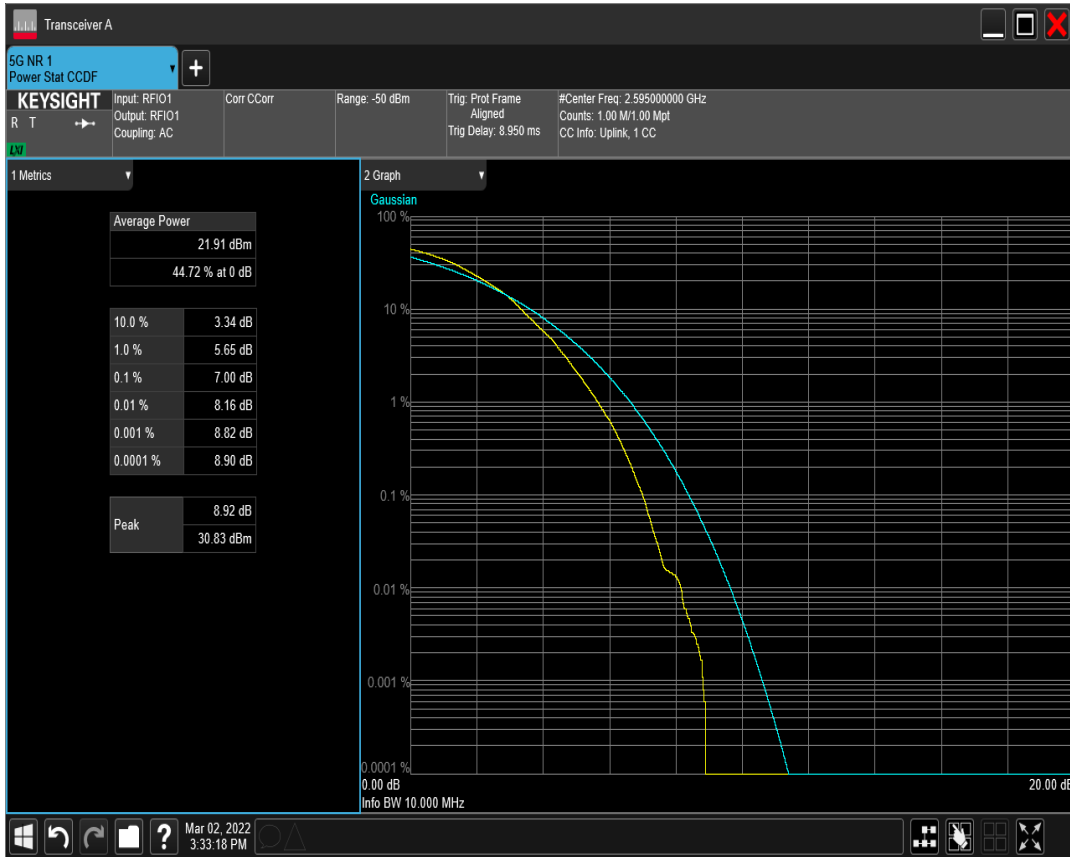 Transceiver A
5G NR 1
Power Stat CCDF
+
KEYSIGHT
R T
LXI
Input: RFIO1
Output: RFIO1
Coupling: AC
Corr CCorr
Range: -50 dBm
Trig: Prot Frame
Aligned
Trig Delay: 8.950 ms
#Center Freq: 2.595000000 GHz
Counts: 1.00 M/1.00 Mpt
CC Info: Uplink, 1 CC
1 Metrics
Average Power
21.91 dBm
44.72 % at 0 dB
10.0 % 3.34 dB
1.0 % 5.65 dB
0.1 % 7.00 dB
0.01 % 8.16 dB
0.001 % 8.82 dB
0.0001 % 8.90 dB
Peak
8.92 dB
30.83 dBm
2 Graph
Gaussian
100 %
10 %
1 %
0.1 %
0.01 %
0.001 %
0.0001 %
0.00 dB 20.00 dB
Info BW 10.000 MHz
?
Mar 02, 2022
3:33:18 PM